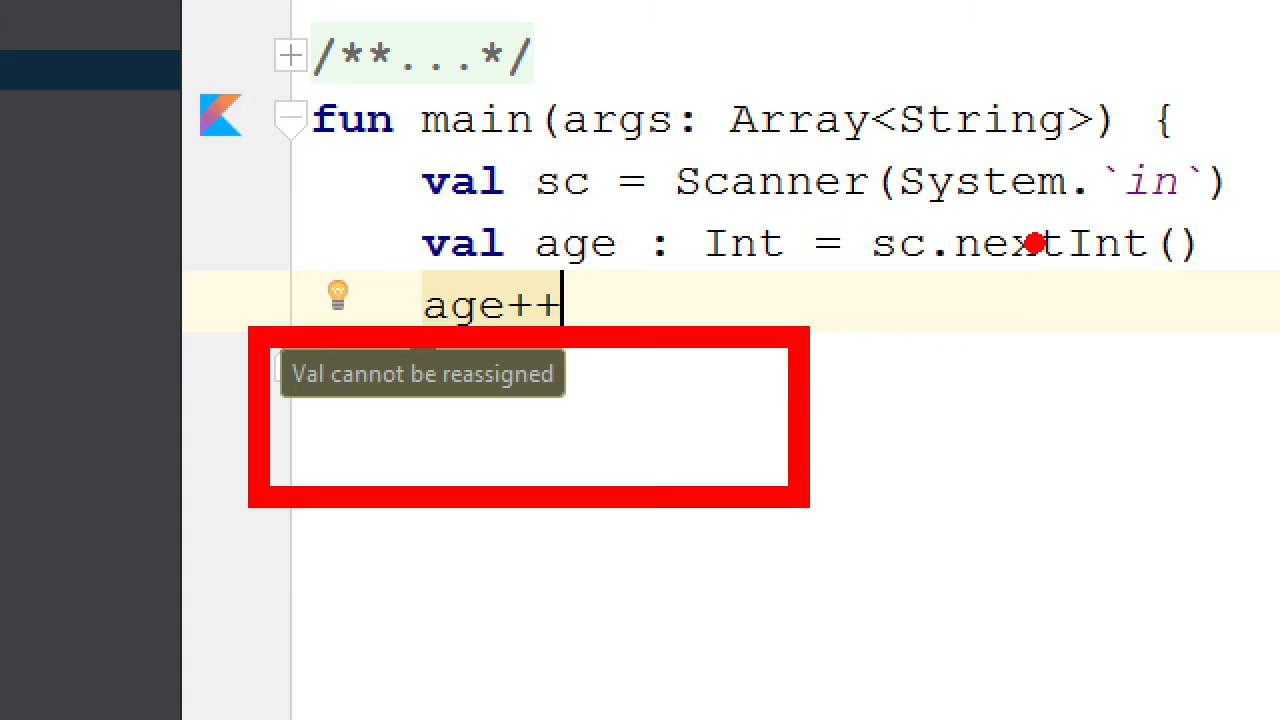 /**...*/
fun main(args: Array<String>) {
val sc = Scanner(System.`in`)
val age : Int = sc.nextInt()
age++
Val cannot be reassigned